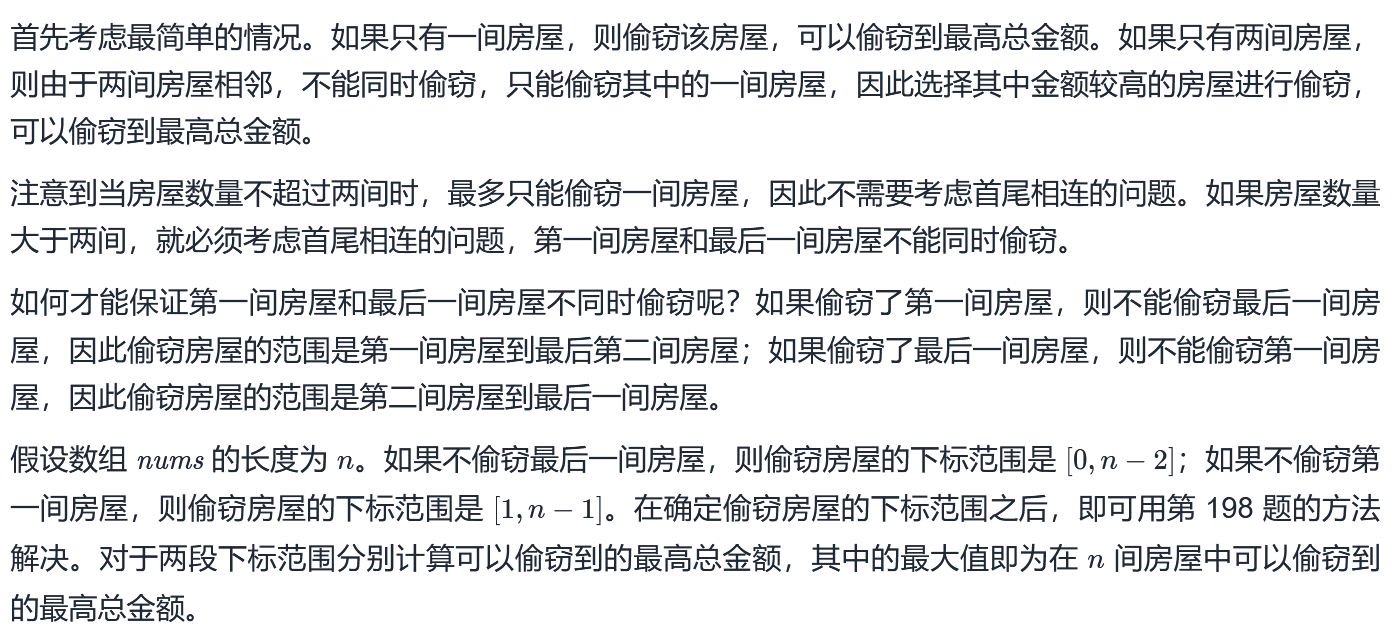 首先考虑最简单的情况。如果只有一间房屋，则偷窃该房屋，可以偷窃到最高总金额。如果只有两间房屋，
则由于两间房屋相邻，不能同时偷窃，只能偷窃其中的一间房屋，因此选择其中金额较高的房屋进行偷窃，
可以偷窃到最高总金额。
注意到当房屋数量不超过两间时，最多只能偷窃一间房屋，因此不需要考虑首尾相连的问题。如果房屋数量
大于两间，就必须考虑首尾相连的问题，第一间房屋和最后一间房屋不能同时偷窃。
如何才能保证第一间房屋和最后一间房屋不同时偷窃呢？如果偷窃了第一间房屋，则不能偷窃最后一间房
屋，因此偷窃房屋的范围是第一间房屋到最后第二间房屋；如果偷窃了最后一间房屋，则不能偷窃第一间房
屋，因此偷窃房屋的范围是第二间房屋到最后一间房屋。
假设数组 nums 的长度为 n。如果不偷窃最后一间房屋，则偷窃房屋的下标范围是 [0, n − 2]；如果不偷窃第
一间房屋，则偷窃房屋的下标范围是 [1, n − 1]。在确定偷窃房屋的下标范围之后，即可用第 198 题的方法
解决。对于两段下标范围分别计算可以偷窃到的最高总金额，其中的最大值即为在 n 间房屋中可以偷窃到
的最高总金额。